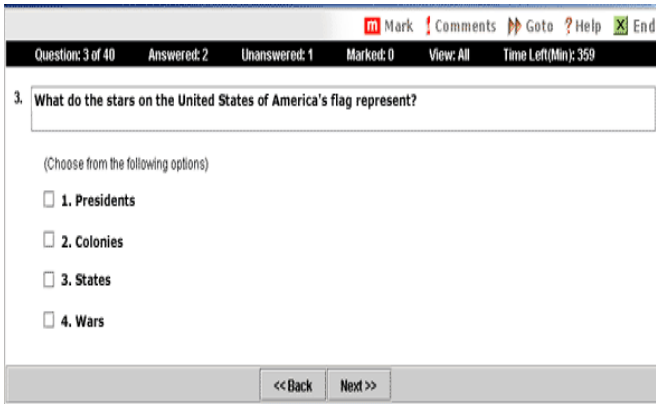 m Mark ! Comments Goto ? Help X End
Question: 3 of 40 Answered: 2 Unanswered: 1 Marked: 0 View: All Time Left(Min): 359
3. What do the stars on the United States of America's flag represent?
(Choose from the following options)
1. Presidents
2. Colonies
3. States
4. Wars
<< Back Next >>